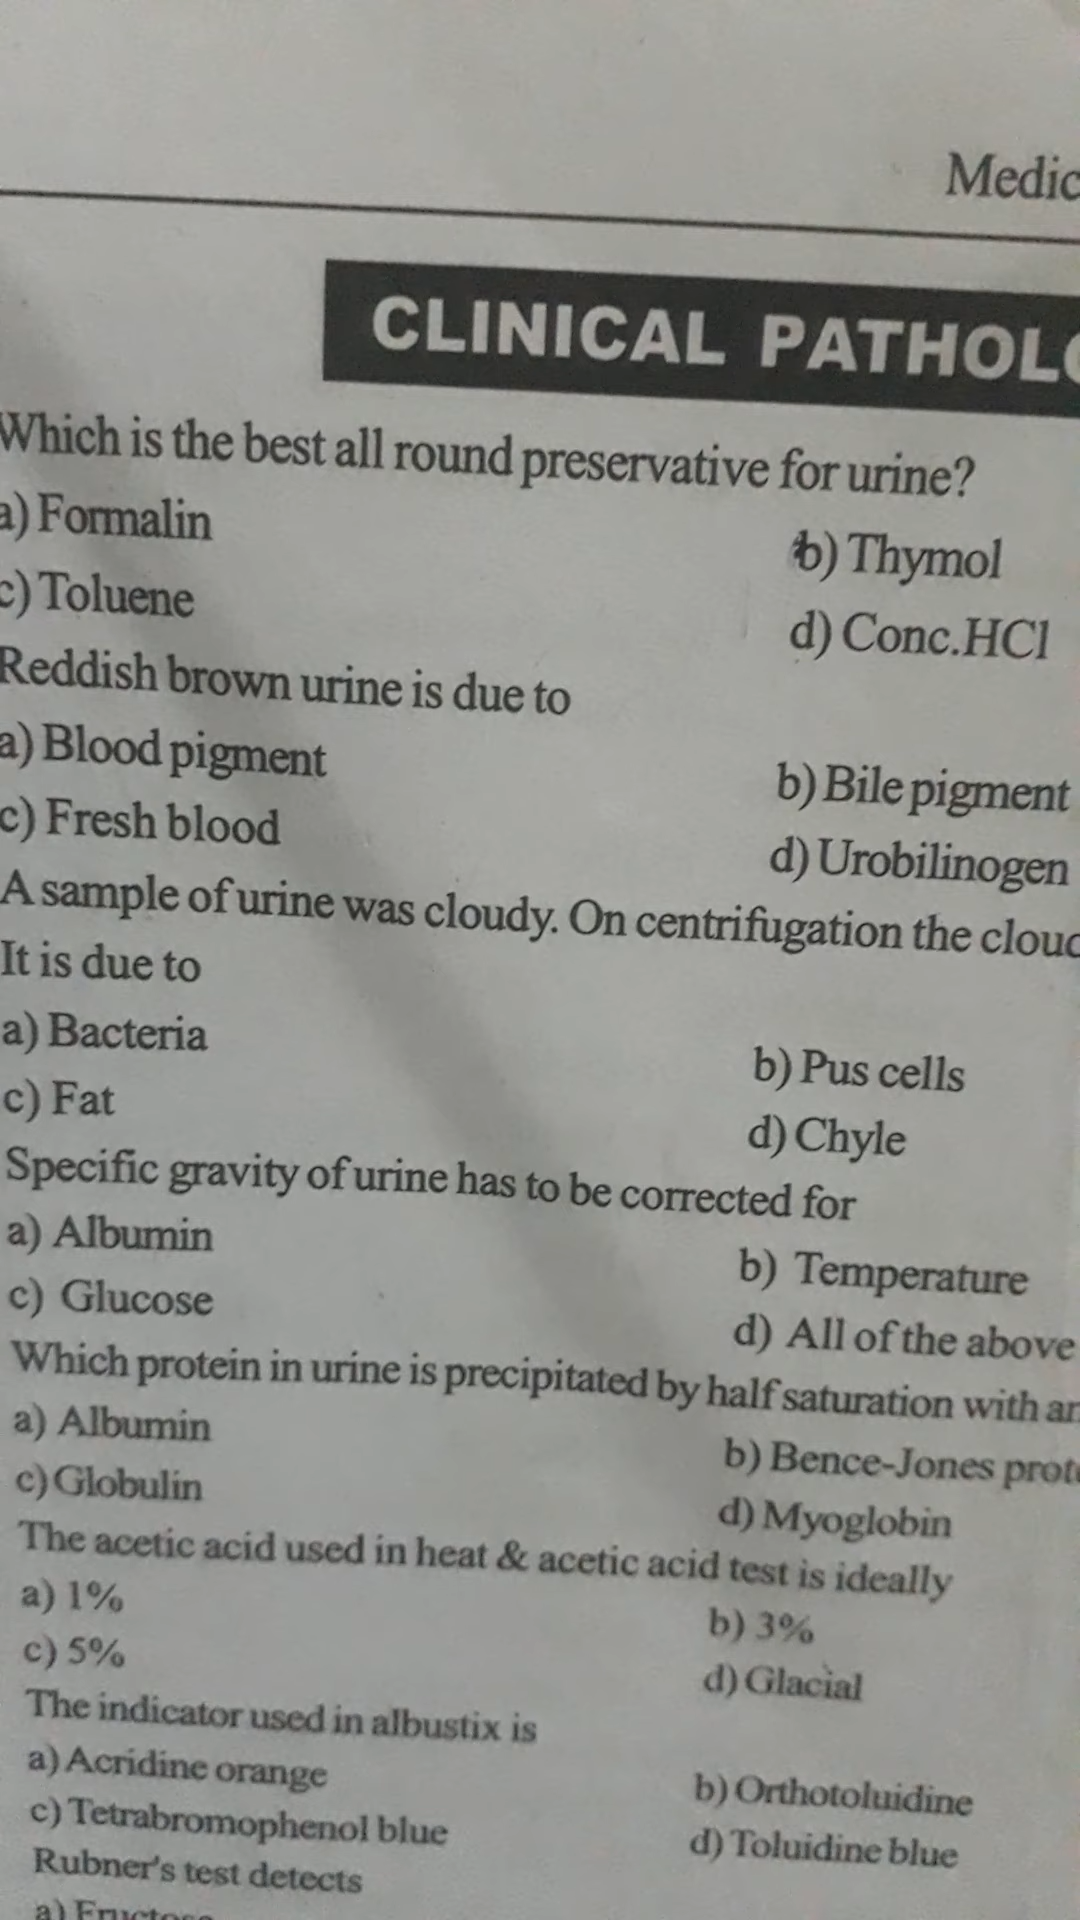 Medic
CLINICAL PATHOLO
Which is the best all round preservative for urine?
a) Formalin
b) Thymol
c) Toluene
d) Conc.HCl
Reddish brown urine is due to
a) Blood pigment
b) Bile pigment
c) Fresh blood
d) Urobilinogen
A sample of urine was cloudy. On centrifugation the clou
It is due to
a) Bacteria
b) Pus cells
c) Fat
d) Chyle
Specific gravity of urine has to be corrected for
a) Albumin
b) Temperature
c) Glucose
d) All of the above
Which protein in urine is precipitated by half saturation with
a) Albumin
b) Bence-Jones prot
c) Globulin
d) Myoglobin
The acetic acid used in heat & acetic acid test is ideally
a) 1%
b) 3%
c) 5%
d) Glacial
The indicator used in albustix is
a) Acridine orange
b) Orthotoluidine
c) Tetrabromophenol blue
d) Toluidine blue
Rubner's test detects
a) Fructose